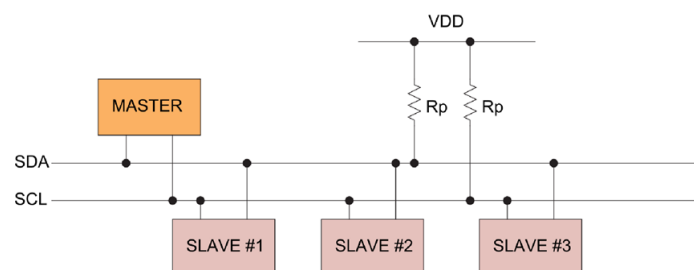 VDD
MASTER
Rp Rp
SDA
SCL
SLAVE #1 SLAVE #2 SLAVE #3